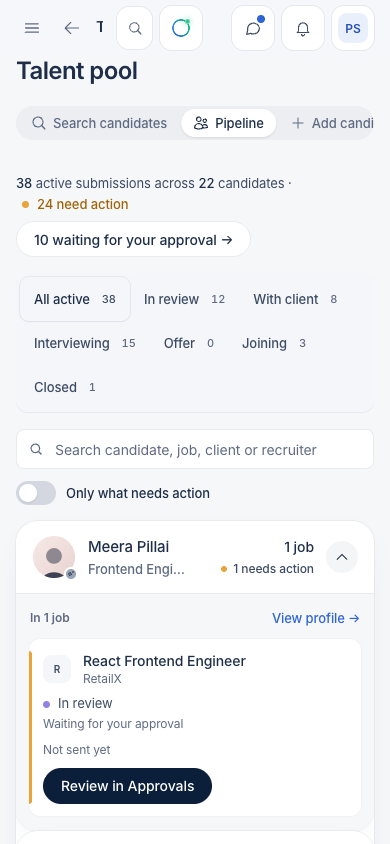 T
PS
Talent pool
Search candidates
Pipeline
Add candi
38 active submissions across 22 candidates ·
24 need action
10 waiting for your approval →
All active 38
In review 12
With client 8
Interviewing 15
Offer 0
Joining 3
Closed 1
Search candidate, job, client or recruiter
Only what needs action
Meera Pillai
1 job
Frontend Engi...
1 needs action
In 1 job
View profile →
R
React Frontend Engineer
RetailX
In review
Waiting for your approval
Not sent yet
Review in Approvals